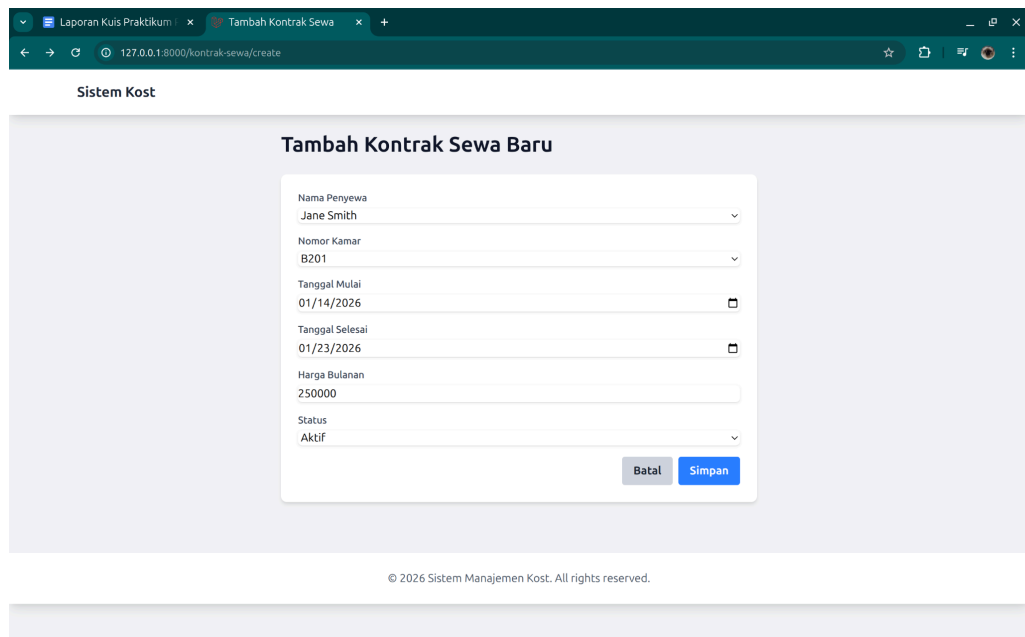 Laporan Kuis Praktikum
Tambah Kontrak Sewa
127.0.0.1:8000/kontrak-sewa/create
Sistem Kost
Tambah Kontrak Sewa Baru
Nama Penyewa
Jane Smith
Nomor Kamar
B201
Tanggal Mulai
01/14/2026
Tanggal Selesai
01/23/2026
Harga Bulanan
250000
Status
Aktif
Batal Simpan
© 2026 Sistem Manajemen Kost. All rights reserved.